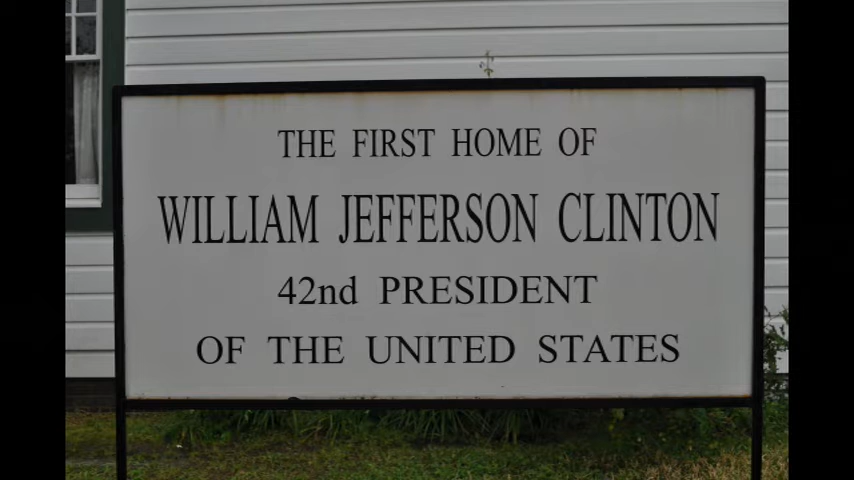 THE FIRST HOME OF
WILLIAM JEFFERSON CLINTON
42nd PRESIDENT
OF THE UNITED STATES